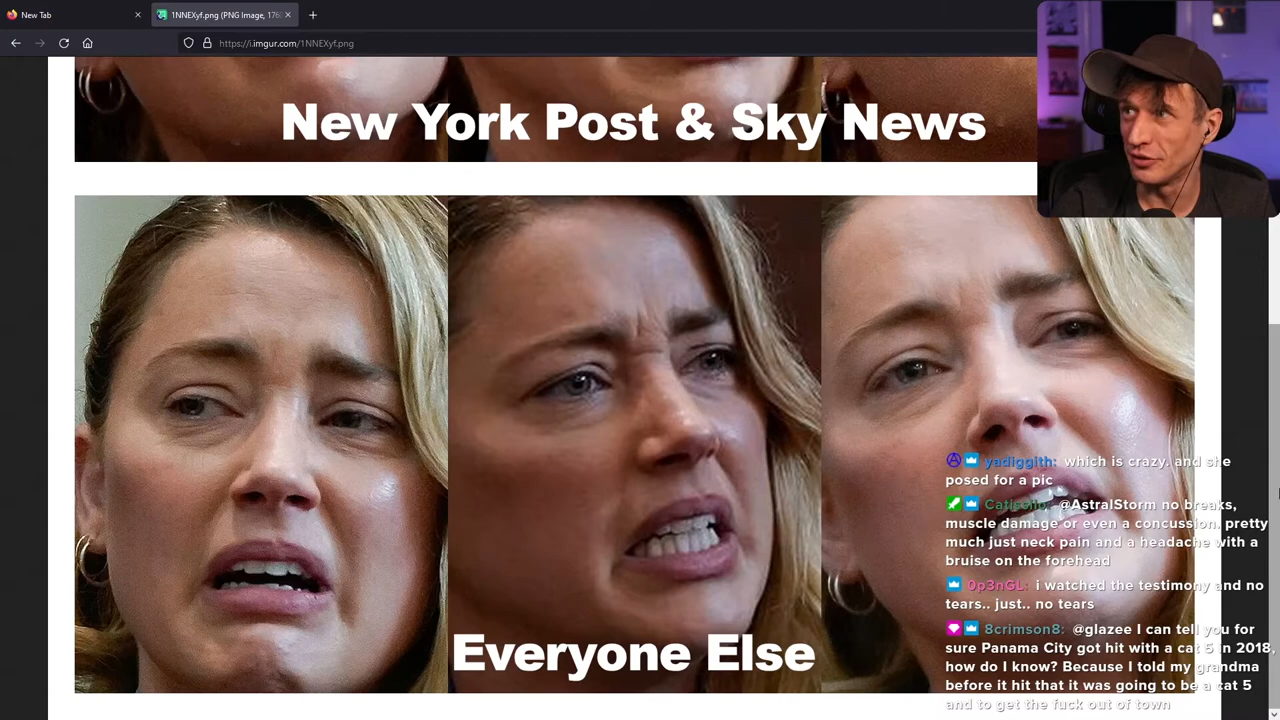 New Tab
1NNEXyf.png (PNG Image, 176
https://i.imgur.com/1NNEXyf.png
New York Post & Sky News
Everyone Else
yadiggith: which is crazy. and she
posed for a pic
@AstralStorm no breaks,
muscle damage or even a concussion, pretty
much just neck pain and a headache with a
bruise on the forehead
0p3nGL: i watched the testimony and no
tears.. just.. no tears
8crimson8: @glazee I can tell you for
sure Panama City got hit with a cat 5 in 2018,
how do I know? Because I told my grandma
before it hit that it was going to be a cat 5
and to get the fuck out of town